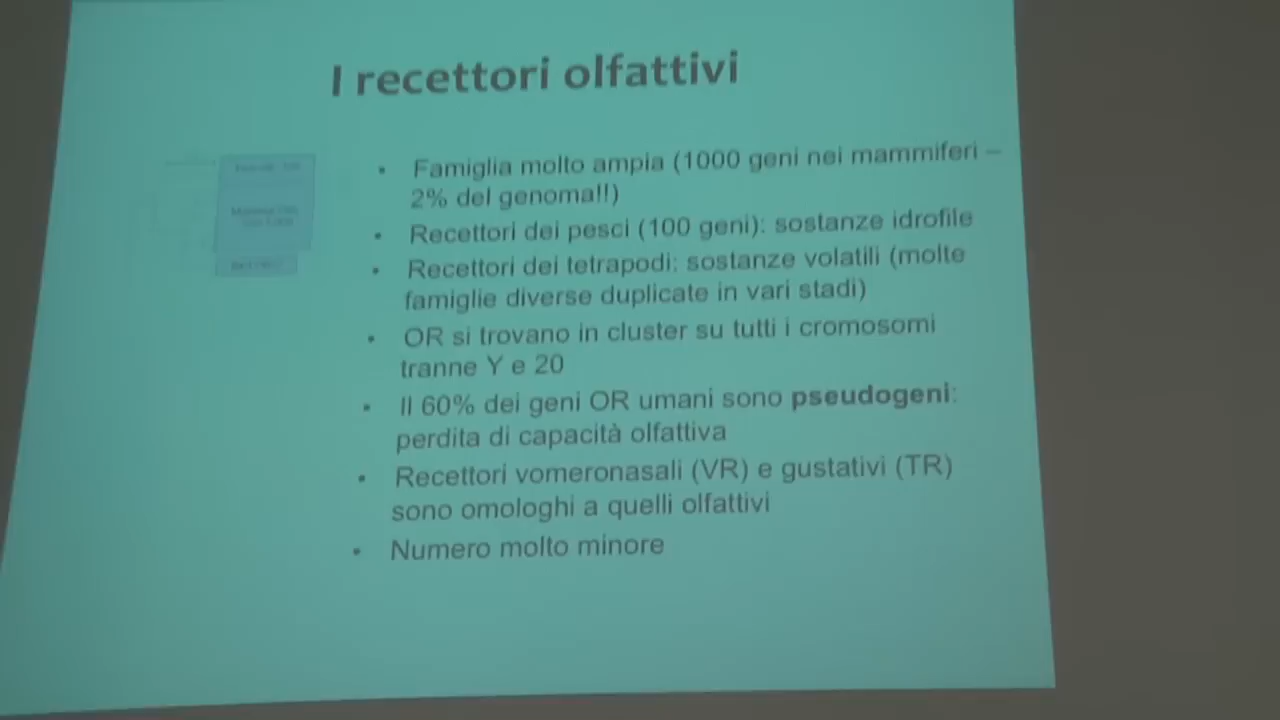 I recettori olfattivi
• Famiglia molto ampia (1000 geni nei mammiferi –
2% del genoma!!)
• Recettori dei pesci (100 geni): sostanze idrofile
• Recettori dei tetrapodi: sostanze volatili (molte
famiglie diverse duplicate in vari stadi)
• OR si trovano in cluster su tutti i cromosomi
tranne Y e 20
• Il 60% dei geni OR umani sono pseudogeni:
perdita di capacità olfattiva
• Recettori vomeronasali (VR) e gustativi (TR)
sono omologhi a quelli olfattivi
• Numero molto minore